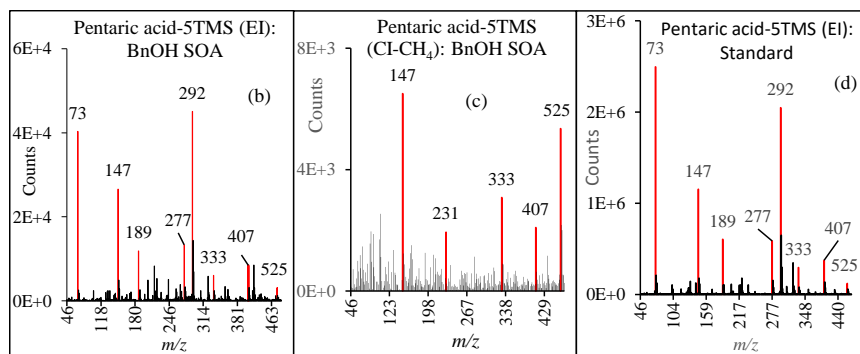 Pentaric acid-5TMS (EI):
BnOH SOA
(b)
6E+4
4E+4
2E+4
0E+0
Counts
73
147
189
277
292
333
407
525
46
118
180
246
314
383
463
m/z
Pentaric acid-5TMS
(CI-CH₄): BnOH SOA
(c)
8E+3
4E+3
0E+0
Counts
147
231
333
407
525
46
123
198
267
338
429
m/z
Pentaric acid-5TMS (EI):
Standard
(d)
3E+6
2E+6
1E+6
0E+0
Counts
73
147
189
277
292
333
407
525
46
104
159
217
277
348
440
m/z